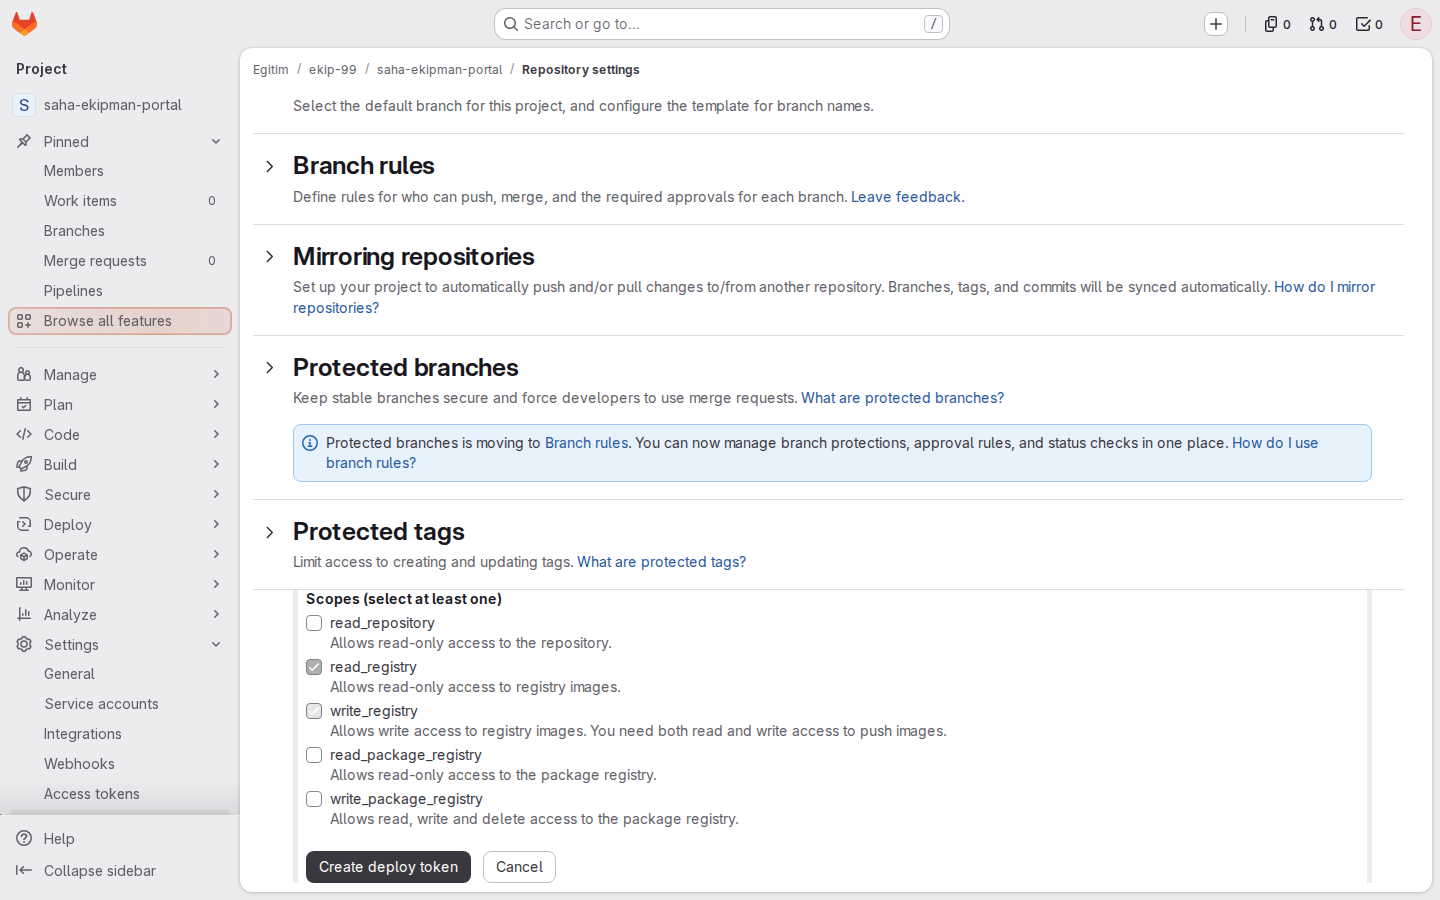 Search or go to...
/
0
0
0
E
Project
S saha-ekipman-portal
Pinned
Members
Work items 0
Branches
Merge requests 0
Pipelines
Browse all features
Manage
Plan
Code
Build
Secure
Deploy
Operate
Monitor
Analyze
Settings
General
Service accounts
Integrations
Webhooks
Access tokens
Help
Collapse sidebar
Egitim / ekip-99 / saha-ekipman-portal / Repository settings
Select the default branch for this project, and configure the template for branch names.
Branch rules
Define rules for who can push, merge, and the required approvals for each branch. Leave feedback.
Mirroring repositories
Set up your project to automatically push and/or pull changes to/from another repository. Branches, tags, and commits will be synced automatically. How do I mirror
repositories?
Protected branches
Keep stable branches secure and force developers to use merge requests. What are protected branches?
Protected branches is moving to Branch rules. You can now manage branch protections, approval rules, and status checks in one place. How do I use
branch rules?
Protected tags
Limit access to creating and updating tags. What are protected tags?
Scopes (select at least one)
read_repository
Allows read-only access to the repository.
read_registry
Allows read-only access to registry images.
write_registry
Allows write access to registry images. You need both read and write access to push images.
read_package_registry
Allows read-only access to the package registry.
write_package_registry
Allows read, write and delete access to the package registry.
Create deploy token
Cancel